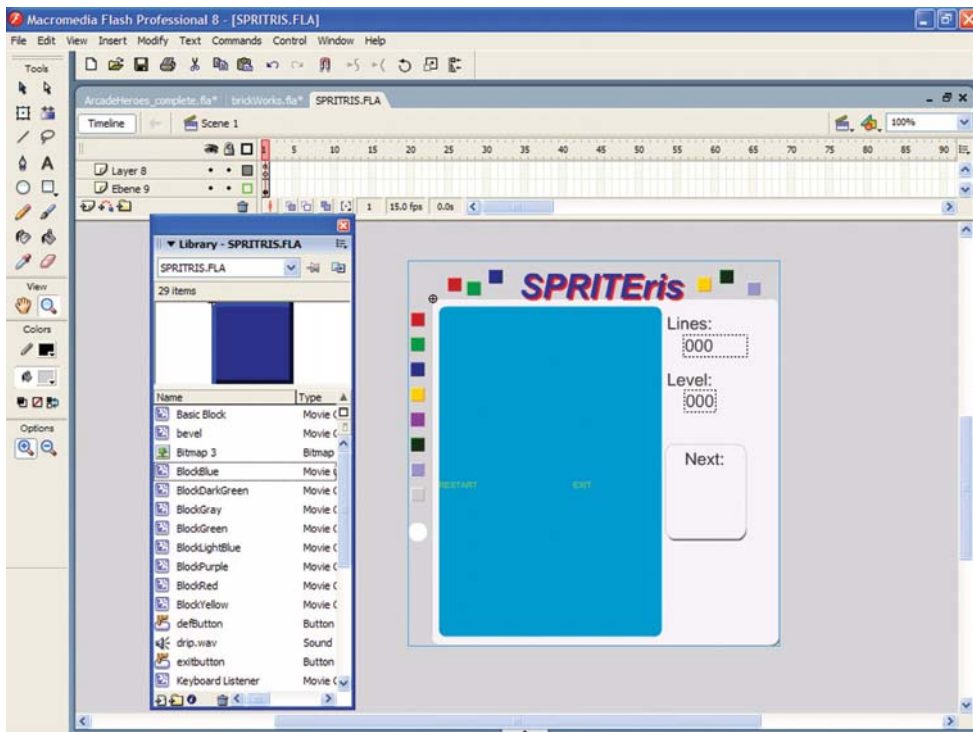 Macromedia Flash Professional 8 - [SPRITRIS.FLA]
File Edit View Insert Modify Text Commands Control Window Help
Tools
ArcadeHeroes_complete.fla* brickWorks.fla* SPRITRIS.FLA
Timeline Scene 1 100%
1 5 10 15 20 25 30 35 40 45 50 55 60 65 70 75 80 85 90
Layer 8
Ebene 9
1 15.0 fps 0.0s
View
Colors
Options
Library - SPRITRIS.FLA
SPRITRIS.FLA
29 items
Name Type
Basic Block Movie C
bevel Movie C
Bitmap 3 Bitmap
BlockBlue Movie
BlockDarkGreen Movie C
BlockGray Movie C
BlockGreen Movie C
BlockLightBlue Movie C
BlockPurple Movie C
BlockRed Movie C
BlockYellow Movie C
defButton Button
drip.wav Sound
exitbutton Button
Keyboard Listener Movie C
SPRITEris
Lines:
000
Level:
000
Next:
RESTART EXIT